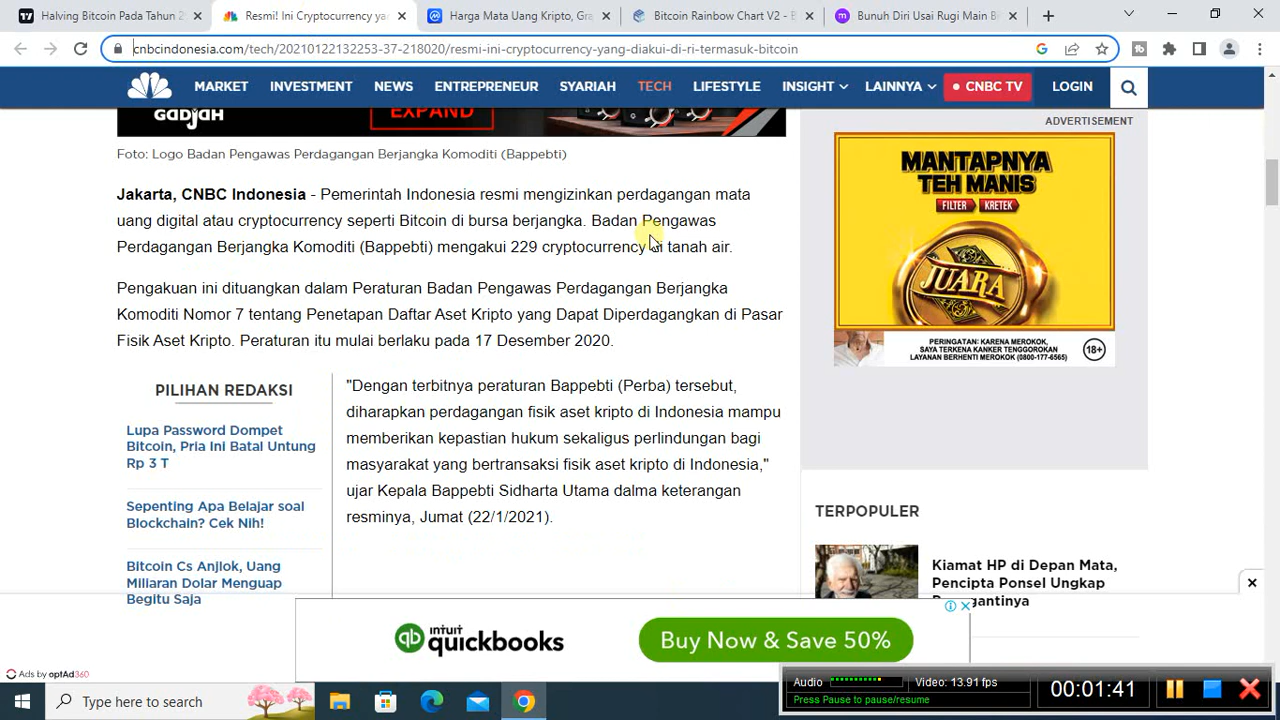 Halving Bitcoin Pada Tahun 2
Resmi! Ini Cryptocurrency ya
Harga Mata Uang Kripto, Gra
Bitcoin Rainbow Chart V2 - B
Bunuh Diri Usai Rugi Main Bi
cnbcindonesia.com/tech/20210122132253-37-218020/resmi-ini-cryptocurrency-yang-diakui-di-ri-termasuk-bitcoin
MARKET INVESTMENT NEWS ENTREPRENEUR SYARIAH TECH LIFESTYLE INSIGHT LAINNYA CNBC TV LOGIN
GADJAH
EXPAND
Foto: Logo Badan Pengawas Perdagangan Berjangka Komoditi (Bappebti)
Jakarta, CNBC Indonesia - Pemerintah Indonesia resmi mengizinkan perdagangan mata
uang digital atau cryptocurrency seperti Bitcoin di bursa berjangka. Badan Pengawas
Perdagangan Berjangka Komoditi (Bappebti) mengakui 229 cryptocurrency di tanah air.
Pengakuan ini dituangkan dalam Peraturan Badan Pengawas Perdagangan Berjangka
Komoditi Nomor 7 tentang Penetapan Daftar Aset Kripto yang Dapat Diperdagangkan di Pasar
Fisik Aset Kripto. Peraturan itu mulai berlaku pada 17 Desember 2020.
PILIHAN REDAKSI
Lupa Password Dompet
Bitcoin, Pria Ini Batal Untung
Rp 3 T
Sepenting Apa Belajar soal
Blockchain? Cek Nih!
Bitcoin Cs Anjlok, Uang
Miliaran Dolar Menguap
Begitu Saja
"Dengan terbitnya peraturan Bappebti (Perba) tersebut,
diharapkan perdagangan fisik aset kripto di Indonesia mampu
memberikan kepastian hukum sekaligus perlindungan bagi
masyarakat yang bertransaksi fisik aset kripto di Indonesia,"
ujar Kepala Bappebti Sidharta Utama dalma keterangan
resminya, Jumat (22/1/2021).
ADVERTISEMENT
MANTAPNYA
TEH MANIS
FILTER KRETEK
JUARA
PERINGATAN: KARENA MEROKOK,
SAYA TERKENA KANKER TENGGOROKAN
LAYANAN BERHENTI MEROKOK (0800-177-6565)
18+
TERPOPULER
Kiamat HP di Depan Mata,
Pencipta Ponsel Ungkap
gantinya
intuit
quickbooks
Buy Now & Save 50%
Ads by optAd360
Type here to search
Audio
Video: 13.91 fps
Press Pause to pause/resume
00:01:41